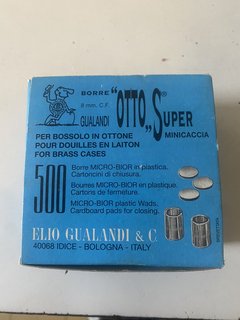 BORRE "OTTO„ S® SUPER
8 mm. C.F. GUALANDI MINICACCIA
PER BOSSOLO IN OTTONE
POUR DOUILLES EN LAITON
FOR BRASS CASES
500
Borre MICRO-BIOR in plastica.
Cartoncini di chiusura.
Bourres MICRO-BIOR en plastique.
Cartons de fermeture.
MICRO-BIOR plastic Wads.
Cardboard pads for closing.
ELIO GUALANDI & C.
40068 IDICE - BOLOGNA - ITALY